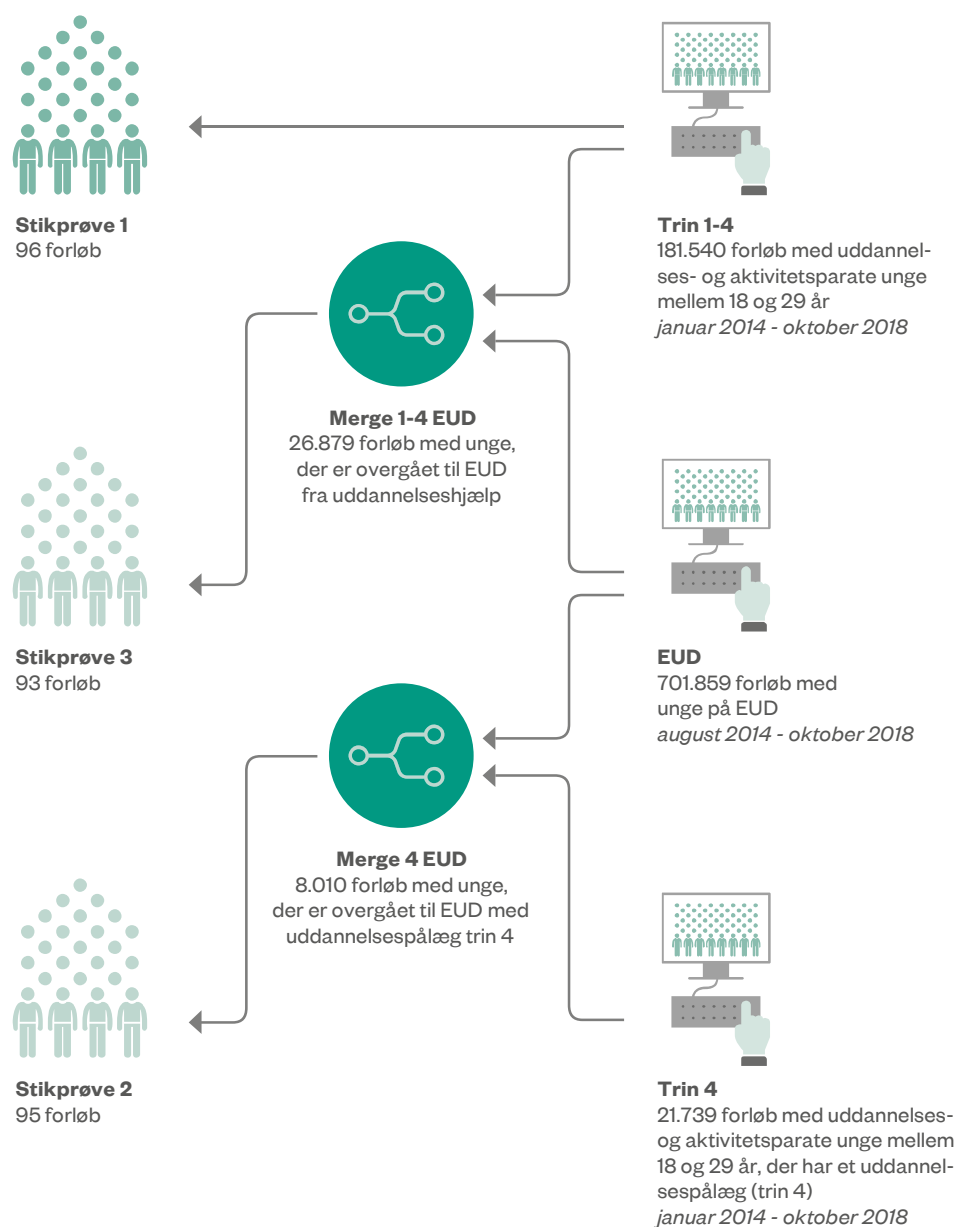 Stikprøve 1
96 forløb
Trin 1-4
181.540 forløb med uddannel-
ses- og aktivitetsparate unge
mellem 18 og 29 år
januar 2014 - oktober 2018
Merge 1-4 EUD
26.879 forløb med unge,
der er overgået til EUD
fra uddannelseshjælp
Stikprøve 3
93 forløb
EUD
701.859 forløb med
unge på EUD
august 2014 - oktober 2018
Merge 4 EUD
8.010 forløb med unge,
der er overgået til EUD med
uddannelsespålæg trin 4
Stikprøve 2
95 forløb
Trin 4
21.739 forløb med uddannelses-
og aktivitetsparate unge mellem
18 og 29 år, der har et uddannel-
sespålæg (trin 4)
januar 2014 - oktober 2018